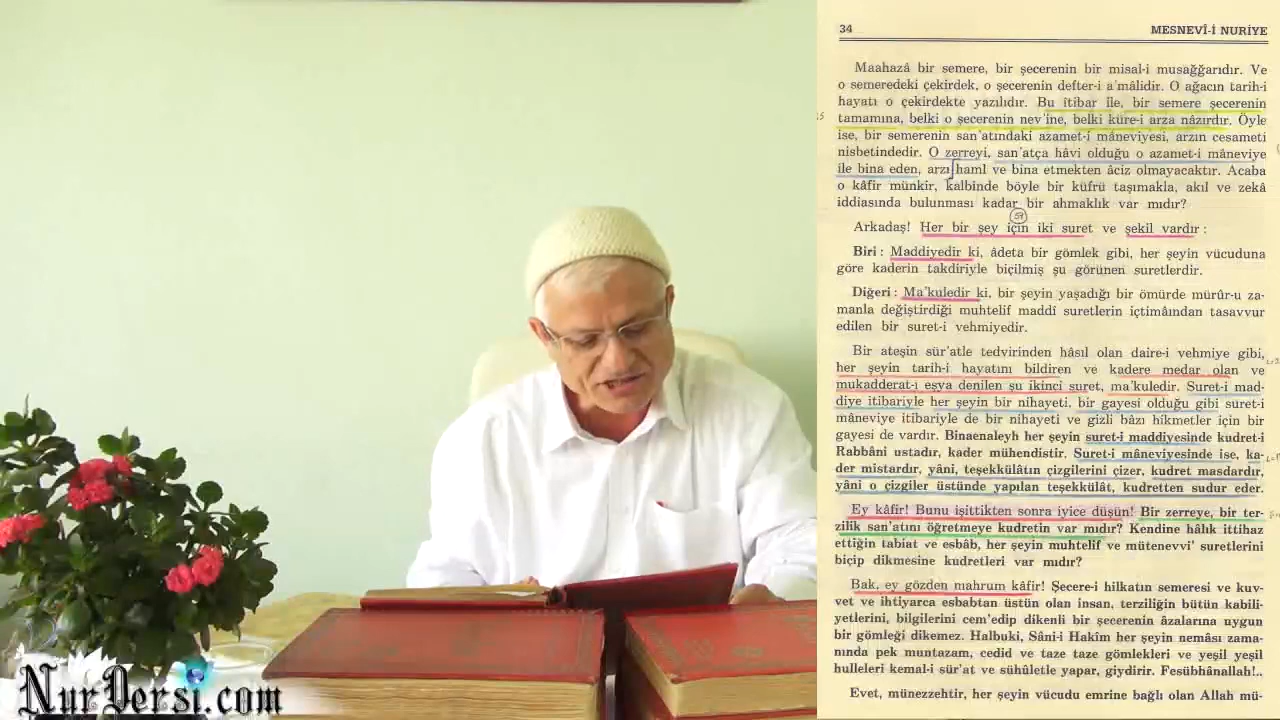 34
MESNEVÎ-İ NURİYE
Maahazâ bir semere, bir şecerenin bir misal-i musağğarıdır. Ve
o semeredeki çekirdek, o şecerenin defter-i a'mâlidir. O ağacın tarih-i
hayatı o çekirdekte yazılıdır. Bu itibar ile, bir semere şecerenin
tamamına, belki o şecerenin nev'ine, belki küre-i arza nâzırdır. Öyle
ise, bir semerenin san'atındaki azamet-i mâneviyesi, arzın cesameti
nisbetindedir. O zerreyi, san'atça hâvi olduğu o azamet-i mâneviye
ile bina eden, arzı haml ve bina etmekten âciz olmayacaktır. Acaba
o kâfir münkir, kalbinde böyle bir küfrü taşımakla, akıl ve zekâ
iddiasında bulunması kadar bir ahmaklık var mıdır?
Arkadaş! Her bir şey için iki suret ve şekil vardır :
Biri : Maddiyedir ki, âdeta bir gömlek gibi, her şeyin vücuduna
göre kaderin takdiriyle biçilmiş şu görünen suretlerdir.
Diğeri : Ma'kuledir ki, bir şeyin yaşadığı bir ömürde mürûr-u za-
manla değiştirdiği muhtelif maddî suretlerin içtimâından tasavvur
edilen bir suret-i vehmiyedir.
Bir ateşin sür'atle tedvirinden hâsıl olan daire-i vehmiye gibi,
her şeyin tarih-i hayatını bildiren ve kadere medar olan ve
mukadderat-ı eşya denilen şu ikinci suret, ma'kuledir. Suret-i mad-
diye itibariyle her şeyin bir nihayeti, bir gayesi olduğu gibi suret-i
mâneviye itibariyle de bir nihayeti ve gizli bâzı hikmetler için bir
gayesi de vardır. Binaenaleyh her şeyin suret-i maddiyesinde kudret-i
Rabbâni ustadır, kader mühendistir. Suret-i mâneviyesinde ise, ka-
der mistardır, yâni, teşekkülâtın çizgilerini çizer, kudret masdardır,
yâni o çizgiler üstünde yapılan teşekkülât, kudretten sudur eder.
Ey kâfir! Bunu işittikten sonra iyice düşün! Bir zerreye, bir ter-
zilik san'atını öğretmeye kudretin var mıdır? Kendine hâlık ittihaz
ettiğin tabiat ve esbâb, her şeyin muhtelif ve mütenevvi' suretlerini
biçip dikmesine kudretleri var mıdır?
Bak, ey gözden mahrum kâfir! Şecere-i hilkatın semeresi ve kuv-
vet ve ihtiyarca esbabtan üstün olan insan, terziliğin bütün kabili-
yetlerini, bilgilerini cem'edip dikenli bir şecerenin âzalarına uygun
bir gömleği dikemez. Halbuki, Sâni-i Hakîm her şeyin nemâsı zama-
nında pek muntazam, cedid ve taze taze gömlekleri ve yeşil yeşil
hulleleri kemal-i sür'at ve sühûletle yapar, giydirir. Fesübhânallah!..
Evet, münezzehtir, her şeyin vücudu emrine bağlı olan Allah mü-
NurDersi.com